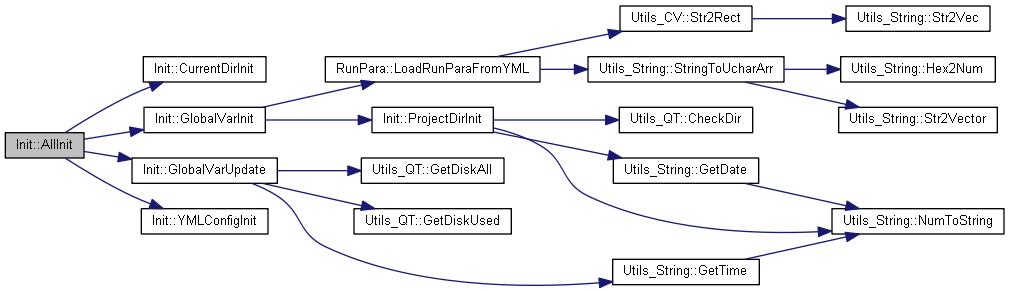 Init::AllInit
Init::CurrentDirInit
Init::GlobalVarInit
Init::GlobalVarUpdate
Init::YMLConfigInit
RunPara::LoadRunParaFromYML
Init::ProjectDirInit
Utils_QT::GetDiskAll
Utils_QT::GetDiskUsed
Utils_CV::Str2Rect
Utils_String::StringToUcharArr
Utils_QT::CheckDir
Utils_String::GetDate
Utils_String::GetTime
Utils_String::Str2Vec
Utils_String::Hex2Num
Utils_String::Str2Vector
Utils_String::NumToString